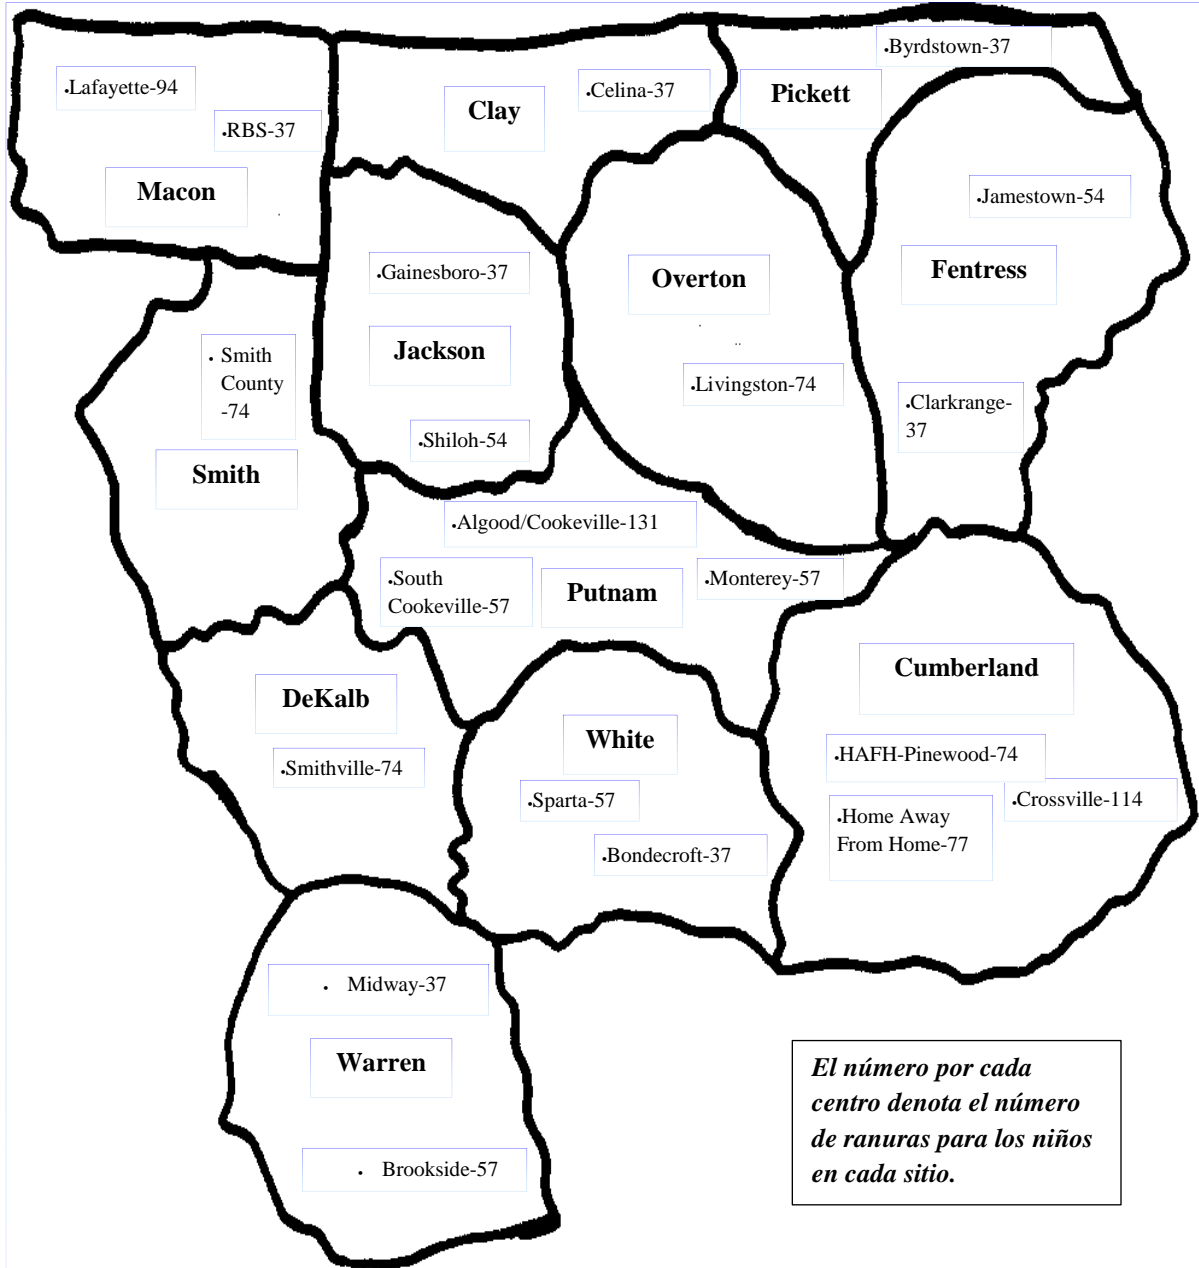 •Byrdstown-37
•Lafayette-94
•Celina-37
Pickett
Clay
•RBS-37
Macon
•Jamestown-54
•Gainesboro-37
Overton
Fentress
Jackson
• Smith
County
-74
•Livingston-74
•Clarkrange-
37
•Shiloh-54
Smith
•Algood/Cookeville-131
•South
Cookeville-57
Putnam
•Monterey-57
Cumberland
DeKalb
White
•HAFH-Pinewood-74
•Smithville-74
•Sparta-57
•Crossville-114
•Home Away
From Home-77
•Bondecroft-37
• Midway-37
Warren
El número por cada
centro denota el número
de ranuras para los niños
en cada sitio.
• Brookside-57